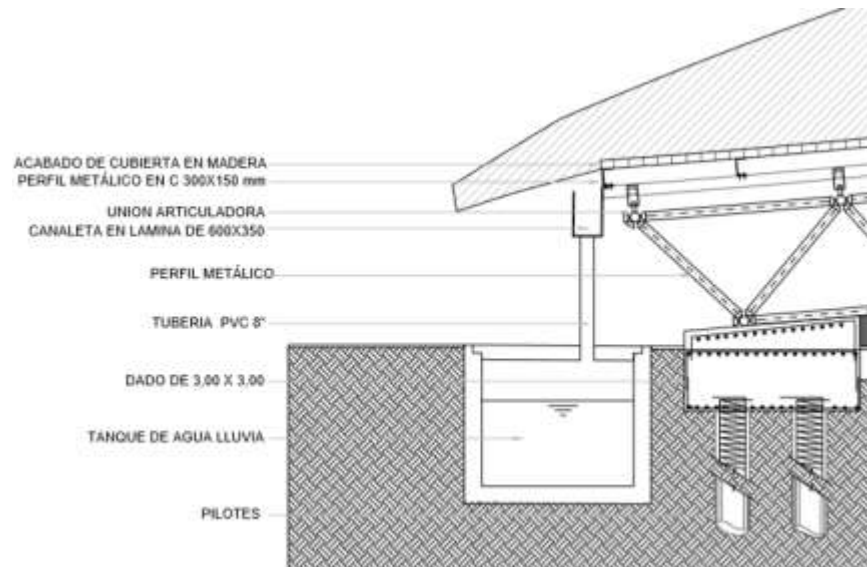 ACABADO DE CUBIERTA EN MADERA
PERFIL METÁLICO EN C 300X150 mm
UNION ARTICULADORA
CANALETA EN LAMINA DE 600X350
PERFIL METÁLICO
TUBERIA PVC 8"
DADO DE 3,00 X 3,00
TANQUE DE AGUA LLUVIA
PILOTES